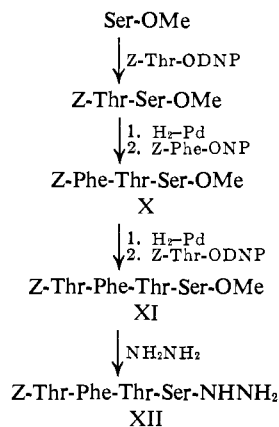 Ser-OMe
Z-Thr-ODNP
Z-Thr-Ser-OMe
1. H₂-Pd
2. Z-Phe-ONP
Z-Phe-Thr-Ser-OMe
X
1. H₂-Pd
2. Z-Thr-ODNP
Z-Thr-Phe-Thr-Ser-OMe
XI
NH₂NH₂
Z-Thr-Phe-Thr-Ser-NHNH₂
XII